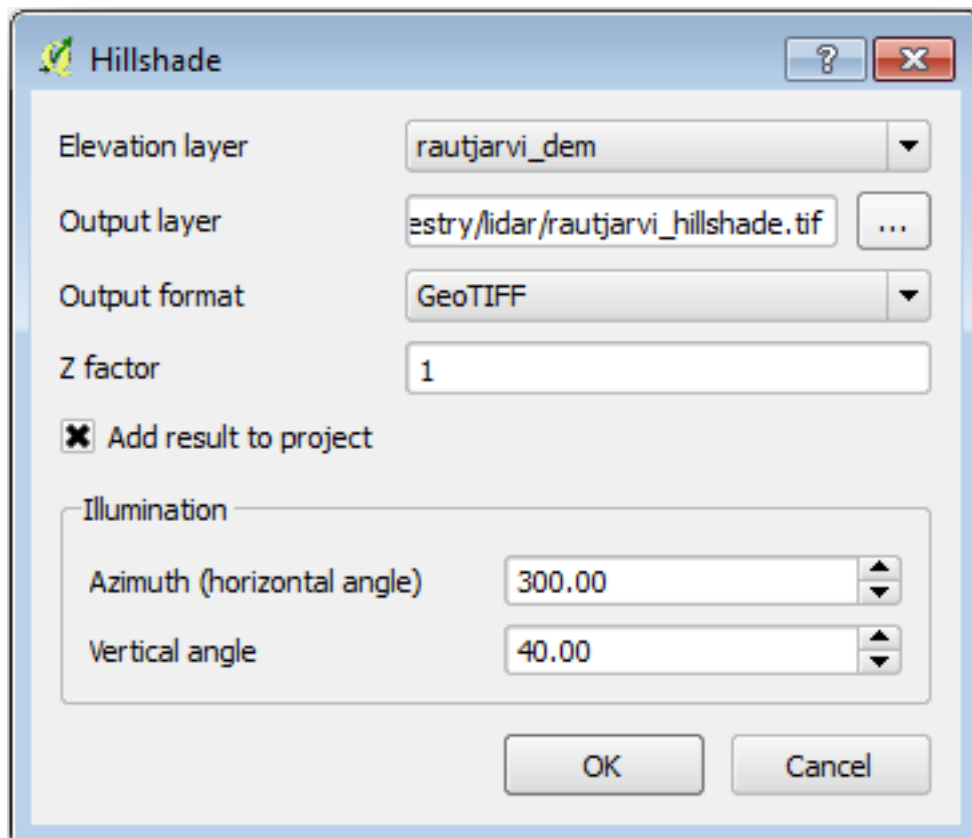 Hillshade
Elevation layer rautjarvi_dem
Output layer estry/lidar/rautjarvi_hillshade.tif ...
Output format GeoTIFF
Z factor 1
Add result to project
Illumination
Azimuth (horizontal angle) 300.00
Vertical angle 40.00
OK Cancel